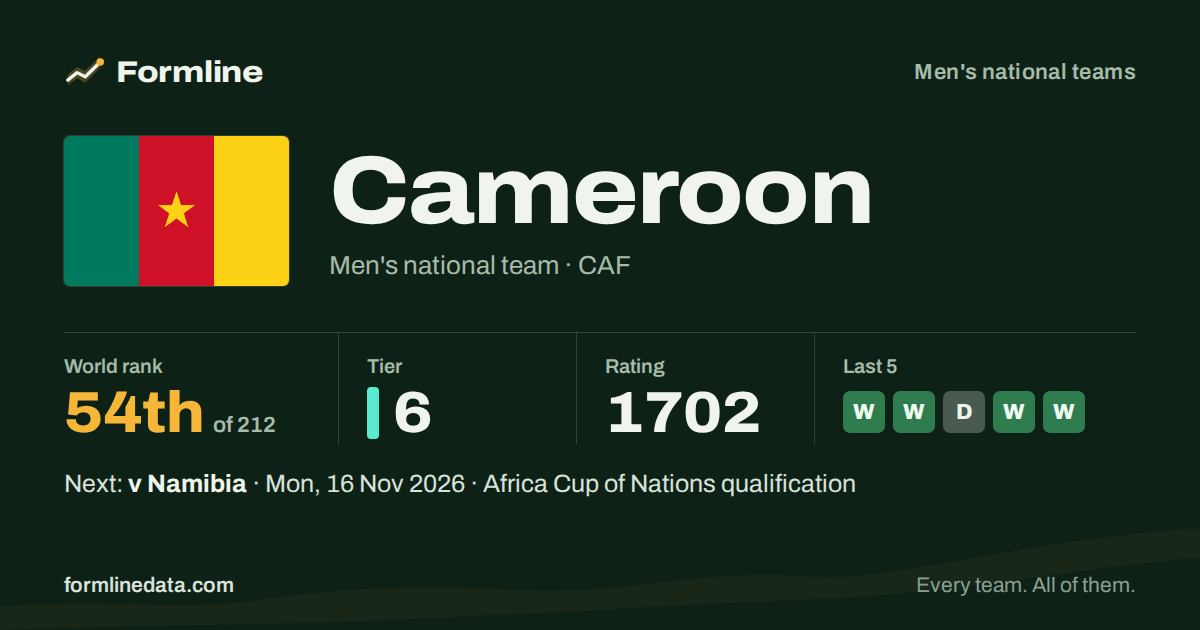 Formline
Men's national teams
Cameroon
Men's national team · CAF
World rank
54th of 212
Tier
6
Rating
1702
Last 5
W W D W W
Next: v Namibia · Mon, 16 Nov 2026 · Africa Cup of Nations qualification
formlinedata.com
Every team. All of them.